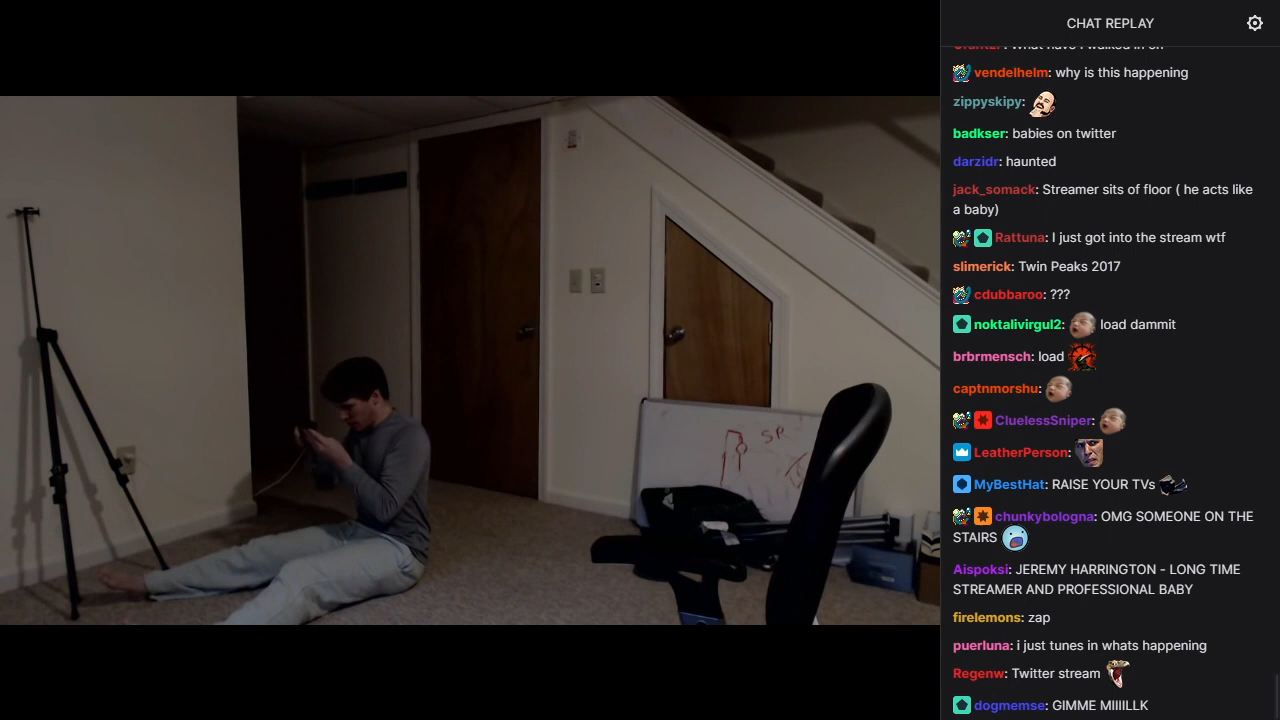 CHAT REPLAY
vendelhelm: why is this happening
zippyskipy:
badkser: babies on twitter
darzidr: haunted
jack_somack: Streamer sits of floor ( he acts like
a baby)
Rattuna: I just got into the stream wtf
slimerick: Twin Peaks 2017
cdubbaroo: ???
noktalivirgul2: load dammit
brbrmensch: load
captnmorshu:
CluelessSniper:
LeatherPerson:
MyBestHat: RAISE YOUR TVs
chunkybologna: OMG SOMEONE ON THE
STAIRS
Aispoksi: JEREMY HARRINGTON - LONG TIME
STREAMER AND PROFESSIONAL BABY
firelemons: zap
puerluna: i just tunes in whats happening
Regenw: Twitter stream
dogmemse: GIMME MIIIILLK
SR